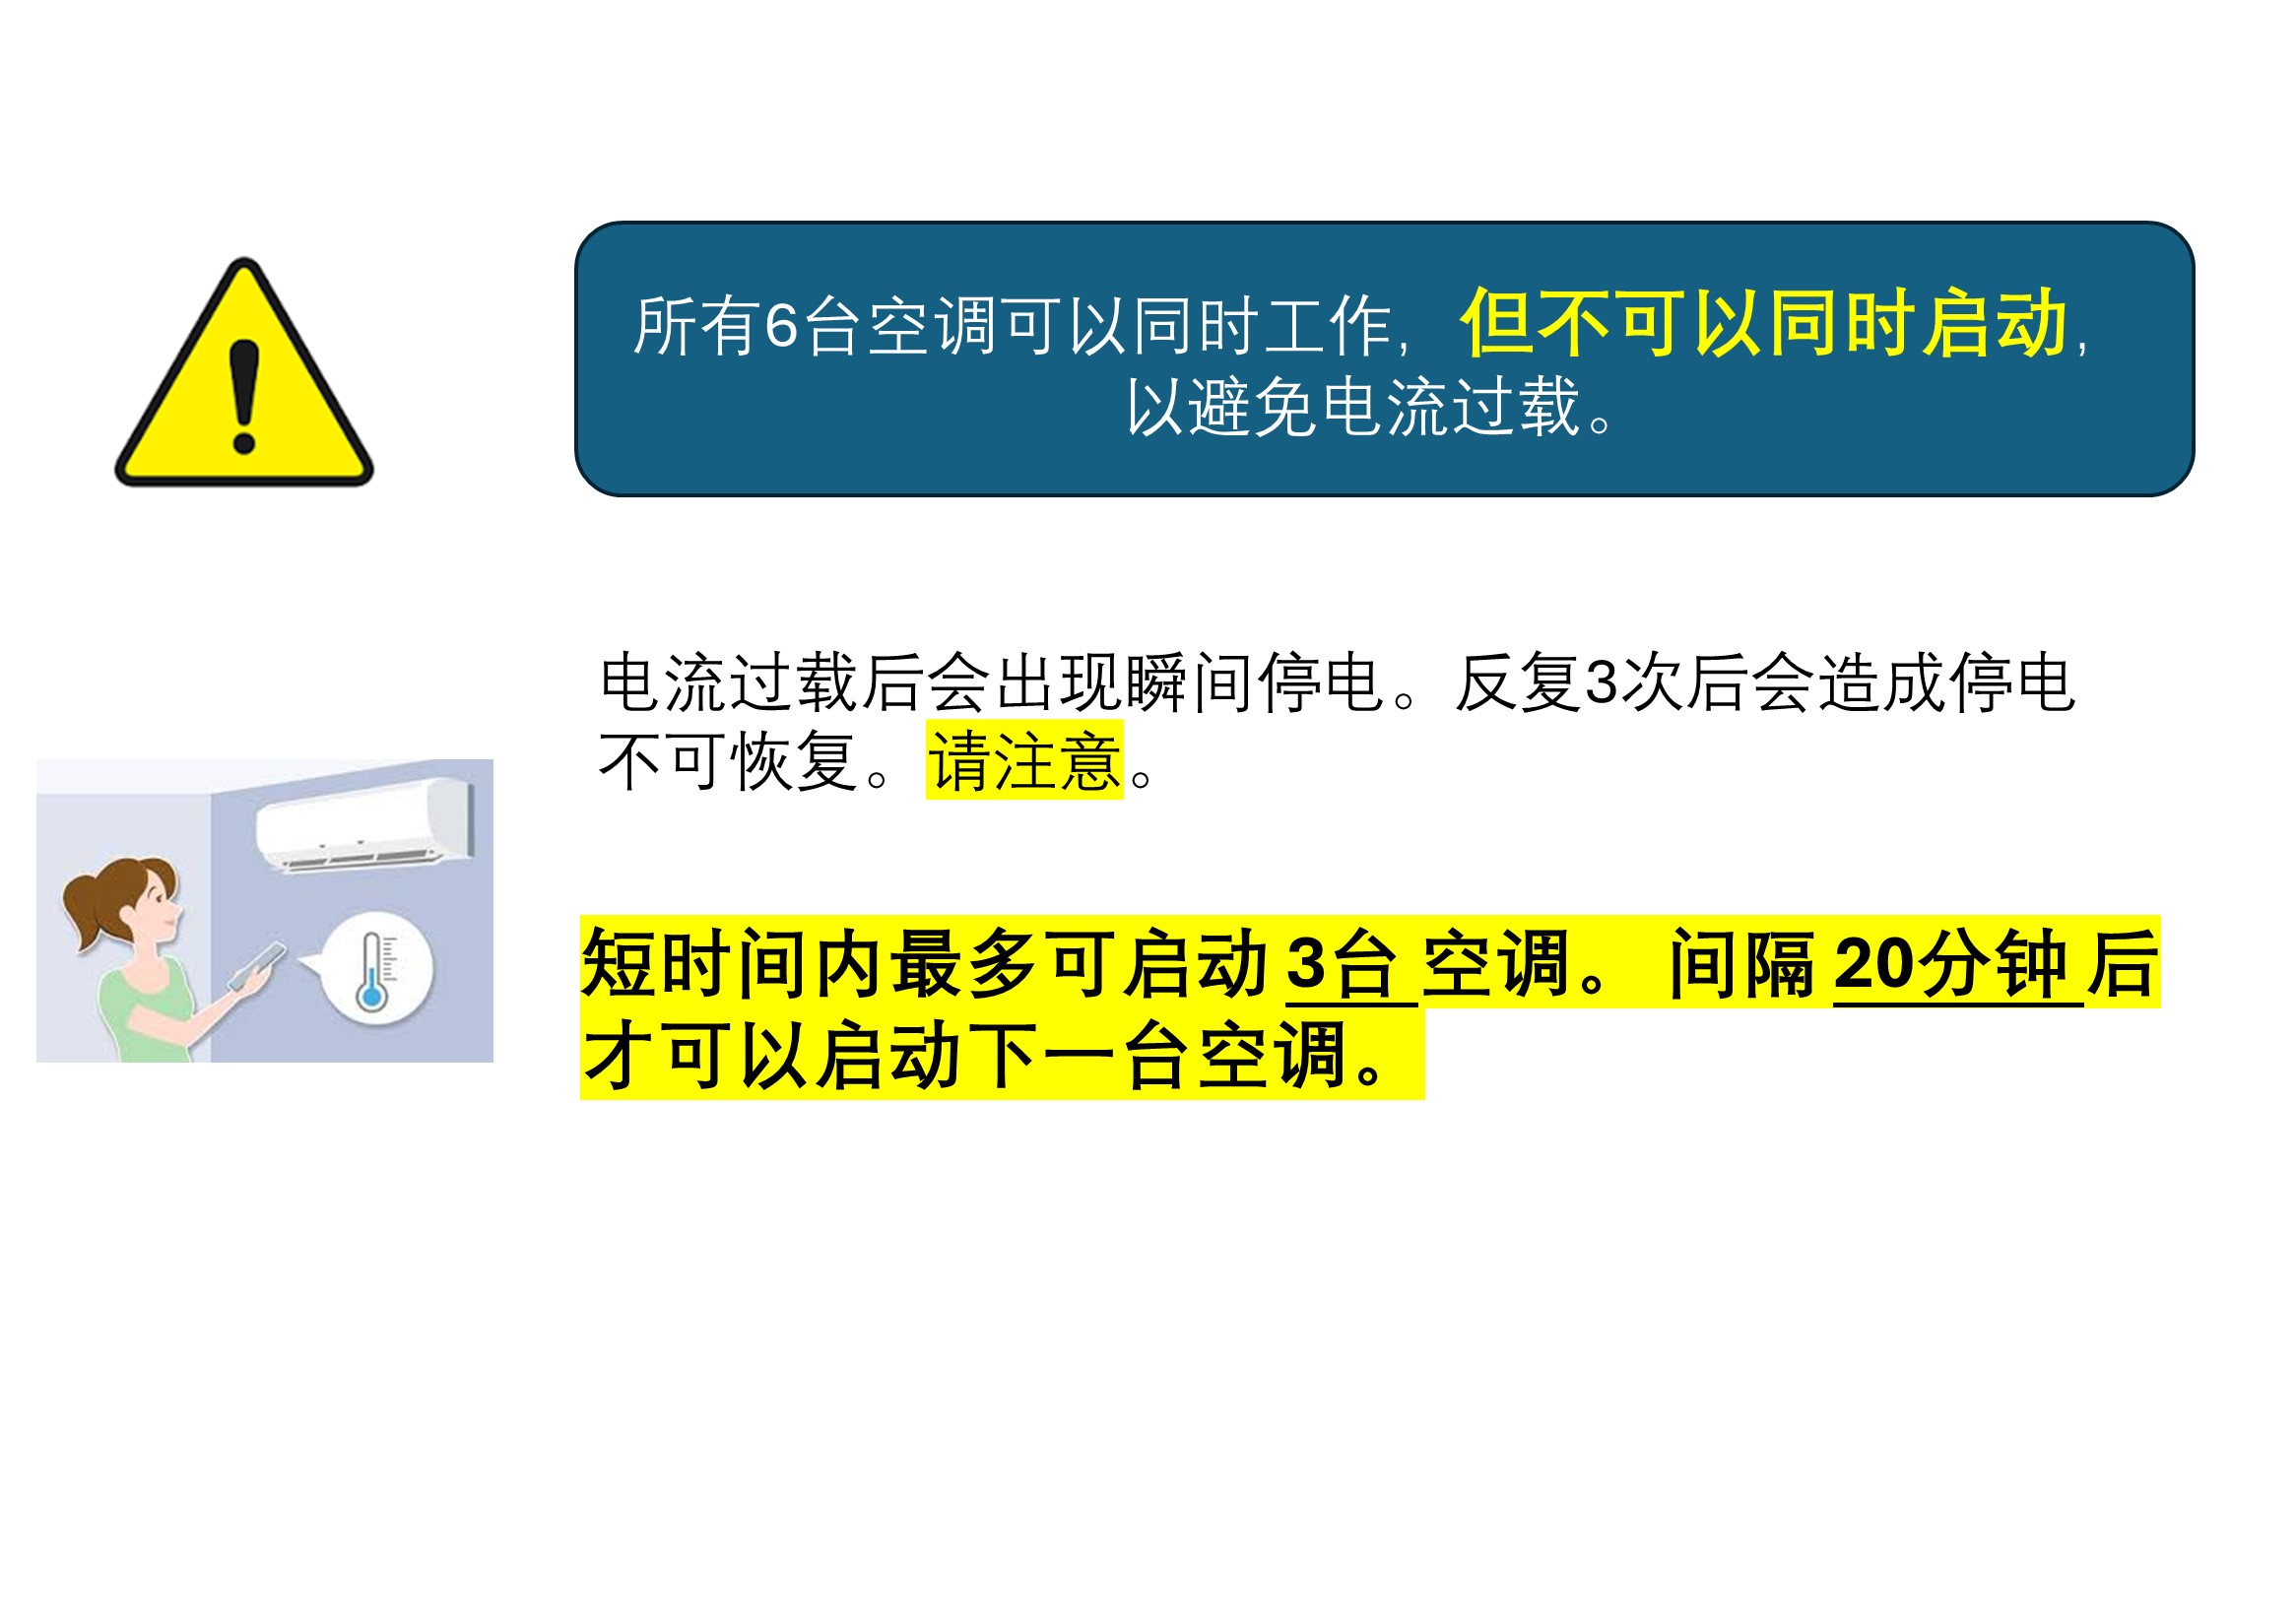 所有6台空调可以同时工作, 但不可以同时启动,
以避免电流过载。
电流过载后会出现瞬间停电。反复3次后会造成停电
不可恢复。请注意。
短时间内最多可启动 3台 空调。 间隔 20分钟 后
才可以启动下一台空调。